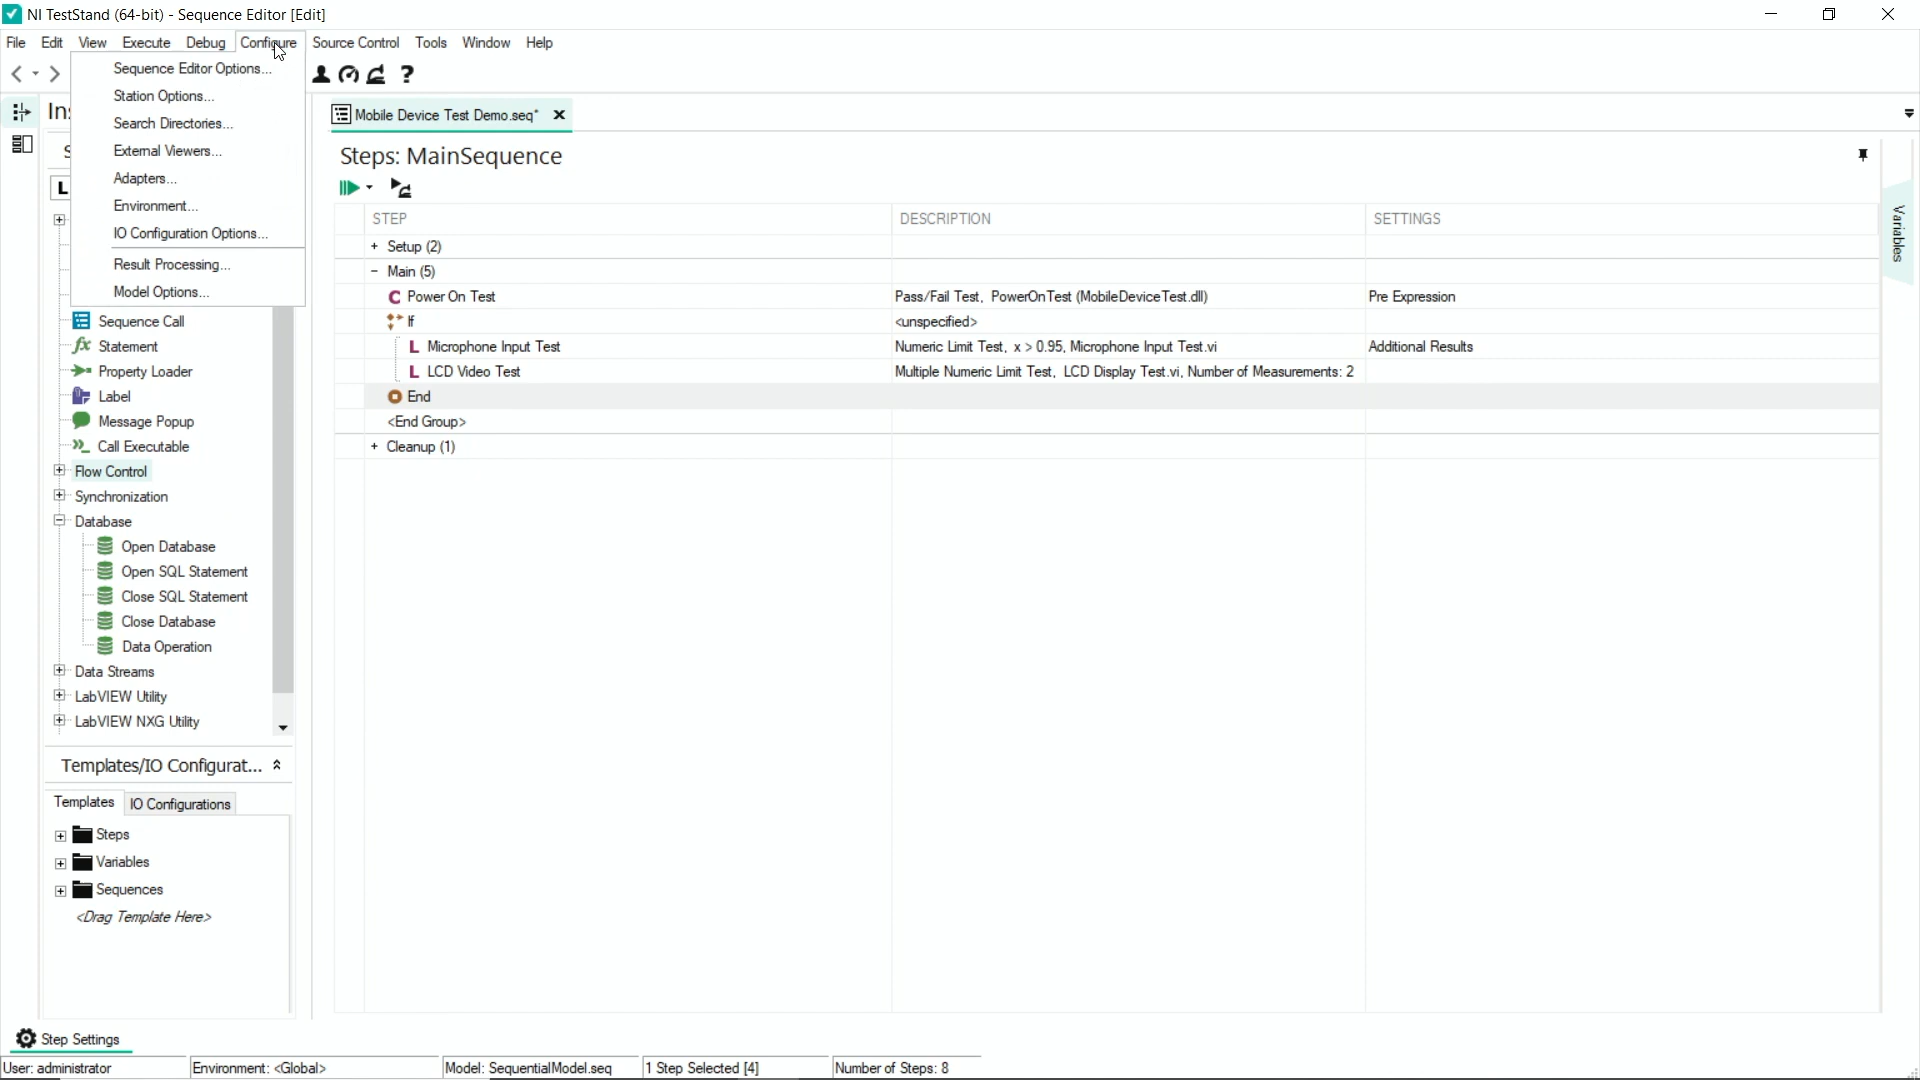 NI TestStand (64-bit) - Sequence Editor [Edit]
File Edit View Execute Debug Configure Source Control Tools Window Help
Sequence Editor Options...
Station Options...
Search Directories...
External Viewers...
Adapters...
Environment...
IO Configuration Options...
Result Processing...
Model Options...
Ins
S
L
Sequence Call
fx Statement
Property Loader
Label
Message Popup
Call Executable
Flow Control
Synchronization
Database
Open Database
Open SQL Statement
Close SQL Statement
Close Database
Data Operation
Data Streams
LabVIEW Utility
LabVIEW NXG Utility
Templates/IO Configurat...
Templates IO Configurations
Steps
Variables
Sequences
<Drag Template Here>
Mobile Device Test Demo.seq*
Steps: MainSequence
STEP DESCRIPTION SETTINGS
+ Setup (2)
- Main (5)
C Power On Test Pass/Fail Test, PowerOnTest (MobileDeviceTest.dll) Pre Expression
If <unspecified>
L Microphone Input Test Numeric Limit Test, x > 0.95, Microphone Input Test.vi Additional Results
L LCD Video Test Multiple Numeric Limit Test, LCD Display Test.vi, Number of Measurements: 2
End
<End Group>
+ Cleanup (1)
Variables
Step Settings
User: administrator Environment: <Global> Model: SequentialModel.seq 1 Step Selected [4] Number of Steps: 8